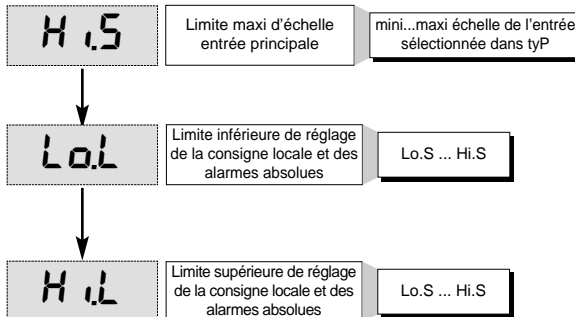 Hi.S
Limite maxi d'échelle
entrée principale
mini...maxi échelle de l'entrée
sélectionnée dans tyP
Lo.L
Limite inférieure de réglage
de la consigne locale et des
alarmes absolues
Lo.S ... Hi.S
Hi.L
Limite supérieure de réglage
de la consigne locale et des
alarmes absolues
Lo.S ... Hi.S